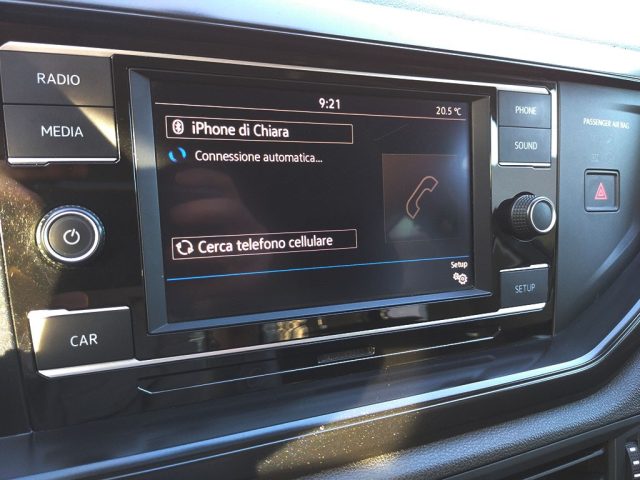 RADIO
MEDIA
CAR
9:21
20.5 °C
iPhone di Chiara
Connessione automatica...
Cerca telefono cellulare
Setup
PHONE
SOUND
SETUP
PASSENGER AIR BAG